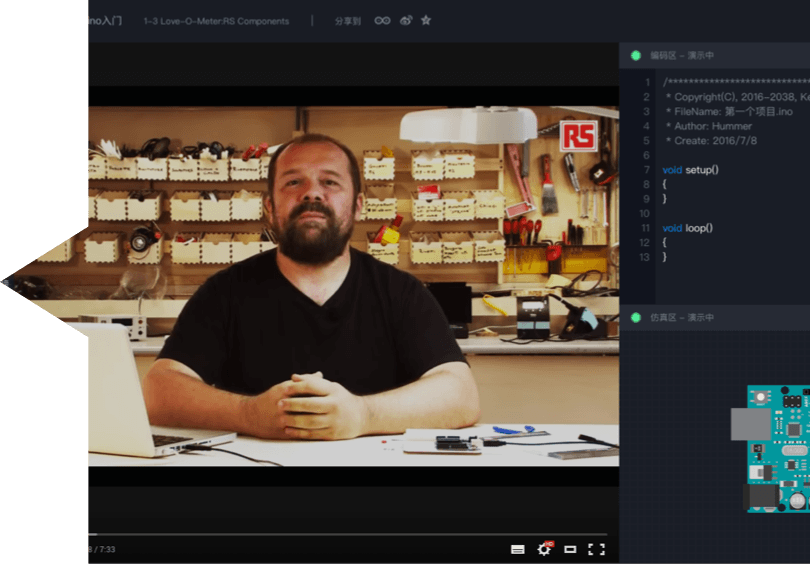 ino入门
1-3 Love-O-Meter:RS Components
分享到
编码区 - 演示中
1 /****************************
2 * Copyright(C), 2016-2038, Ke
3 * FileName: 第一个项目.ino
4 * Author: Hummer
5 * Create: 2016/7/8
6
7 void setup()
8 {
9 }
10
11 void loop()
12 {
13 }
RS
仿真区 - 演示中
8 / 7:33
HD